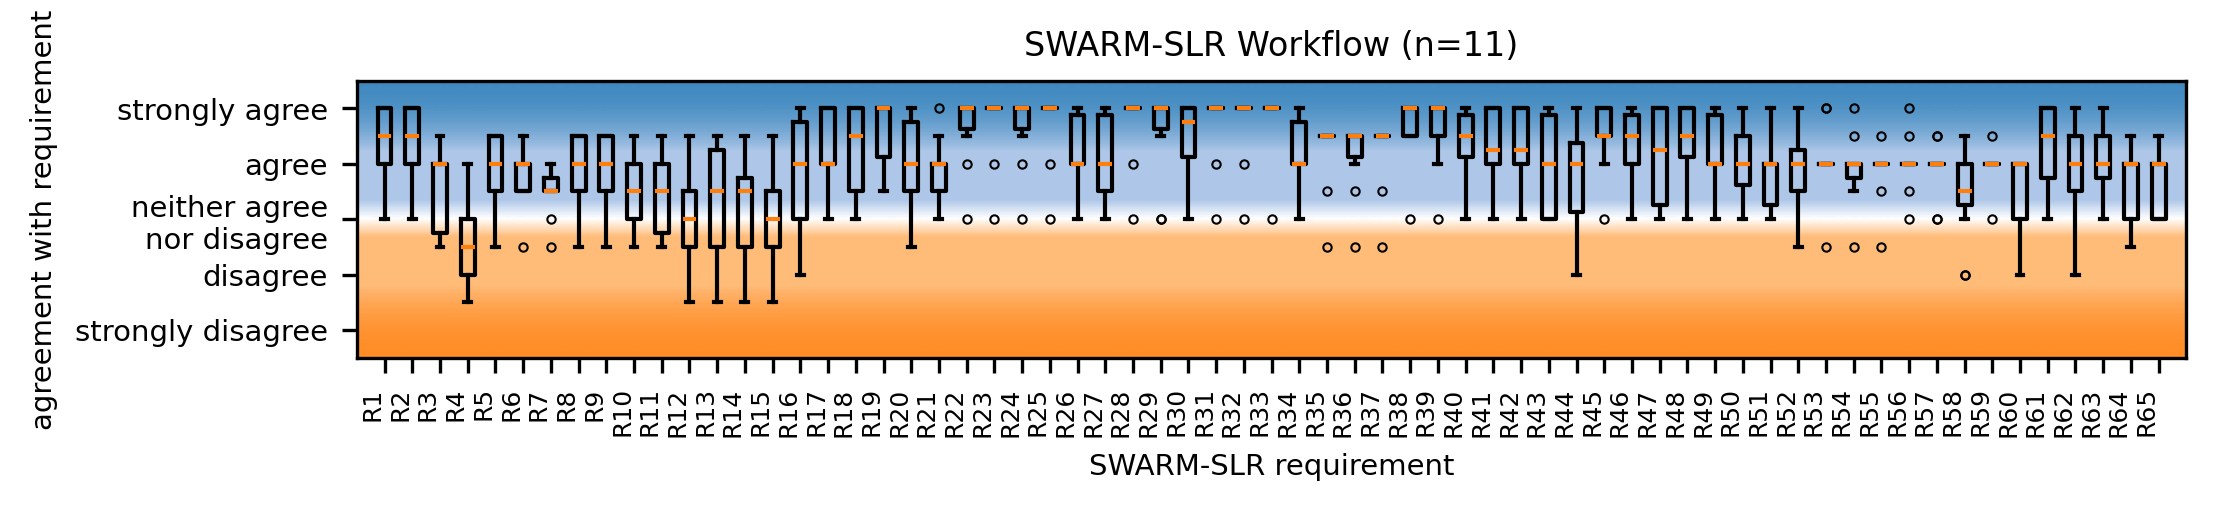 SWARM-SLR Workflow (n=11)
agreement with requirement
strongly agree
agree
neither agree
nor disagree
disagree
strongly disagree
R1 R2 R3 R4 R5 R6 R7 R8 R9 R10 R11 R12 R13 R14 R15 R16 R17 R18 R19 R20 R21 R22 R23 R24 R25 R26 R27 R28 R29 R30 R31 R32 R33 R34 R35 R36 R37 R38 R39 R40 R41 R42 R43 R44 R45 R46 R47 R48 R49 R50 R51 R52 R53 R54 R55 R56 R57 R58 R59 R60 R61 R62 R63 R64 R65
SWARM-SLR requirement